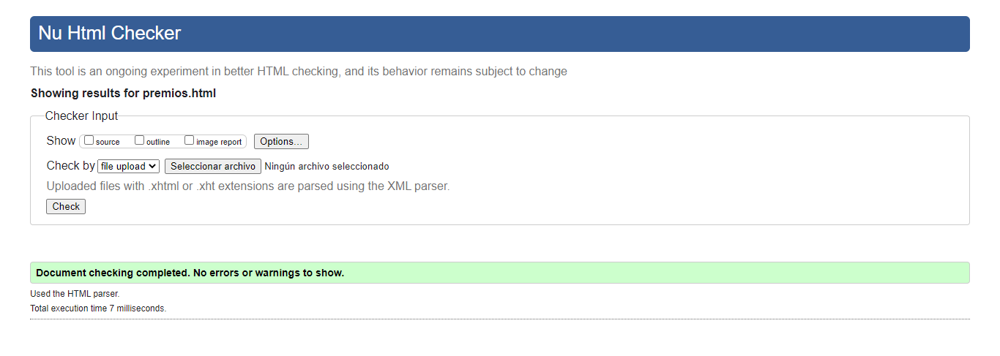 Nu Html Checker
This tool is an ongoing experiment in better HTML checking, and its behavior remains subject to change
Showing results for premios.html
Checker Input
Show source outline image report Options...
Check by file upload Seleccionar archivo Ningún archivo seleccionado
Uploaded files with .xhtml or .xht extensions are parsed using the XML parser.
Check
Document checking completed. No errors or warnings to show.
Used the HTML parser.
Total execution time 7 milliseconds.